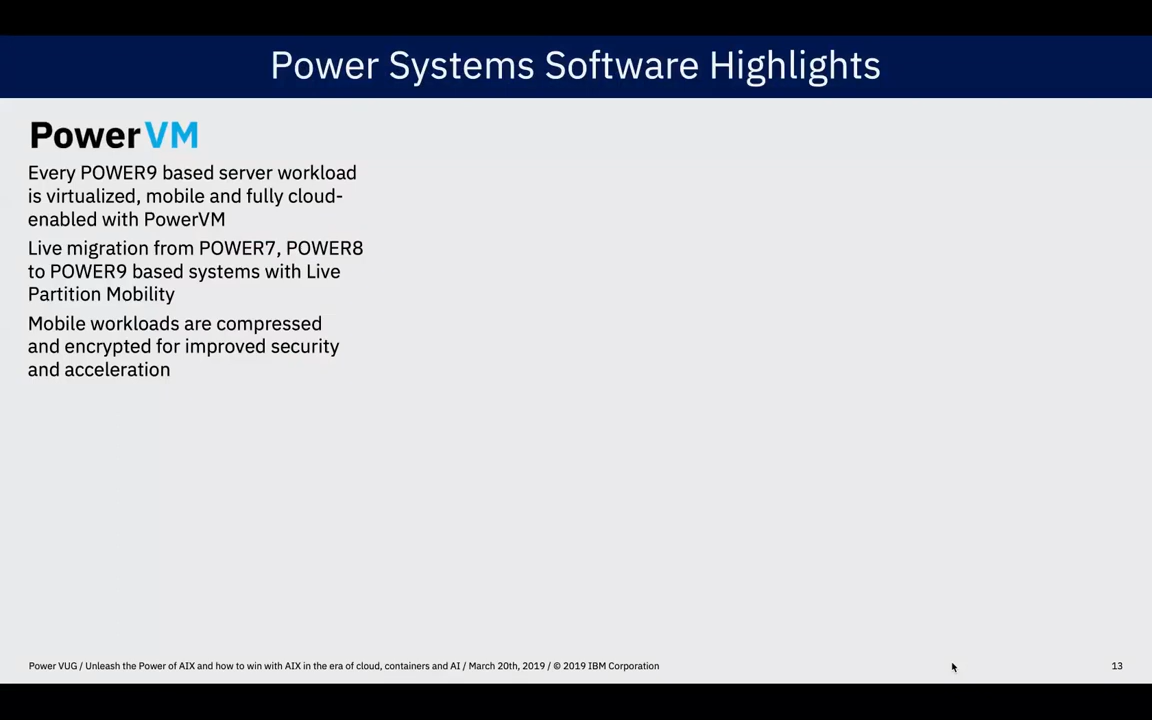 Power Systems Software Highlights
PowerVM
Every POWER9 based server workload
is virtualized, mobile and fully cloud-
enabled with PowerVM
Live migration from POWER7, POWER8
to POWER9 based systems with Live
Partition Mobility
Mobile workloads are compressed
and encrypted for improved security
and acceleration
Power VUG / Unleash the Power of AIX and how to win with AIX in the era of cloud, containers and AI / March 20th, 2019 / © 2019 IBM Corporation
13